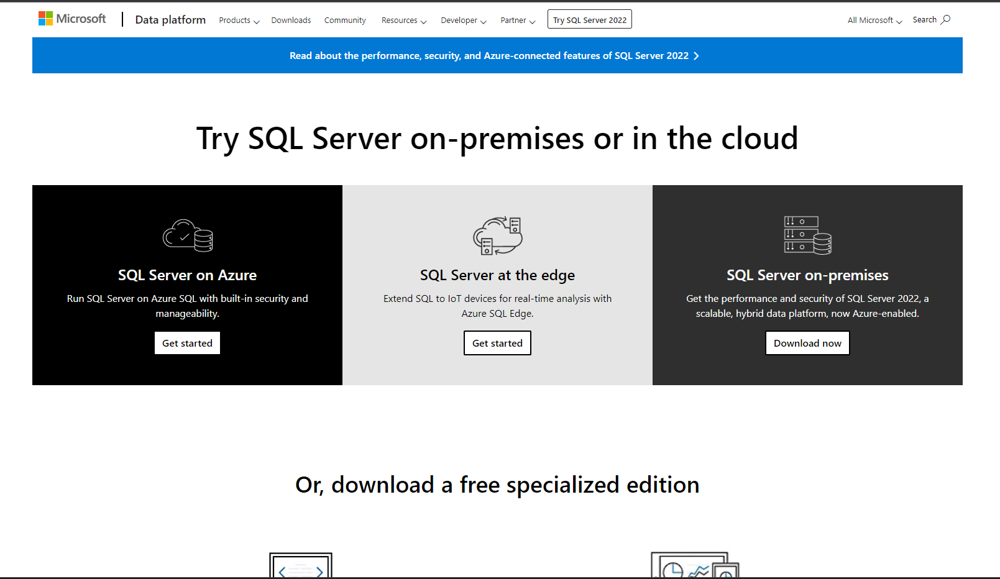 Microsoft
Data platform
Products
Downloads
Community
Resources
Developer
Partner
Try SQL Server 2022
All Microsoft
Search
Read about the performance, security, and Azure-connected features of SQL Server 2022
Try SQL Server on-premises or in the cloud
SQL Server on Azure
Run SQL Server on Azure SQL with built-in security and
manageability.
Get started
SQL Server at the edge
Extend SQL to IoT devices for real-time analysis with
Azure SQL Edge.
Get started
SQL Server on-premises
Get the performance and security of SQL Server 2022, a
scalable, hybrid data platform, now Azure-enabled.
Download now
Or, download a free specialized edition